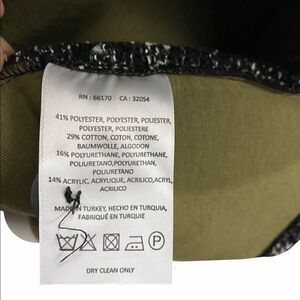 RN : 66170 CA : 32054
41% POLYESTER, POLYESTER, POLIESTER,
POLYESTER, POLIESTERE
29% COTTON, COTON, COTONE,
BAUMWOLLE, ALGODON
16% POLYURETHANE, POLYURETHAN,
POLIURETANO, POLYURETHAN,
POLIURETANO
14% ACRYLIC, ACRYLIQUE, ACRILICO, ACRYL,
ACRILICO
MADE IN TURKEY, HECHO EN TURQUIA,
FABRIQUÉ EN TURQUIE
P
DRY CLEAN ONLY